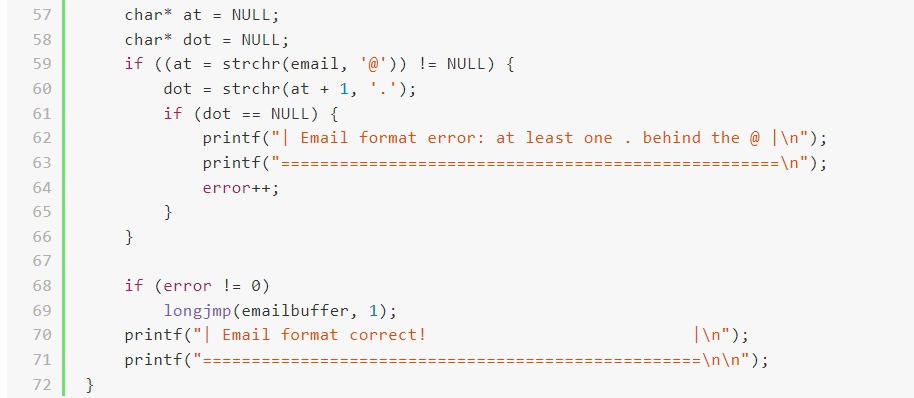 57 char* at = NULL;
58 char* dot = NULL;
59 if ((at = strchr(email, '@')) != NULL) {
60 dot = strchr(at + 1, '.');
61 if (dot == NULL) {
62 printf("| Email format error: at least one . behind the @ |\n");
63 printf("===================================================\n");
64 error++;
65 }
66 }
67
68 if (error != 0)
69 longjmp(emailbuffer, 1);
70 printf("| Email format correct!                           |\n");
71 printf("===================================================\n\n");
72 }